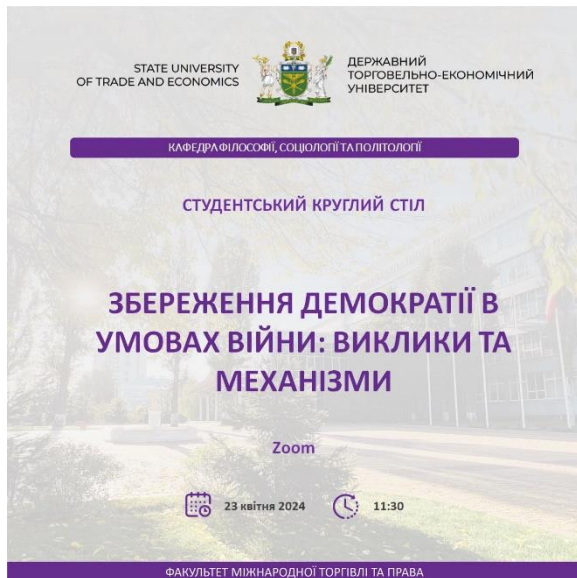 STATE UNIVERSITY
OF TRADE AND ECONOMICS
ДЕРЖАВНИЙ
ТОРГОВЕЛЬНО-ЕКОНОМІЧНИЙ
УНІВЕРСИТЕТ
КАФЕДРА ФІЛОСОФІЇ, СОЦІОЛОГІЇ ТА ПОЛІТОЛОГІЇ
СТУДЕНТСЬКИЙ КРУГЛИЙ СТІЛ
ЗБЕРЕЖЕННЯ ДЕМОКРАТІЇ В
УМОВАХ ВІЙНИ: ВИКЛИКИ ТА
МЕХАНІЗМИ
Zoom
23 квітня 2024
11:30
ФАКУЛЬТЕТ МІЖНАРОДНОЇ ТОРГІВЛІ ТА ПРАВА